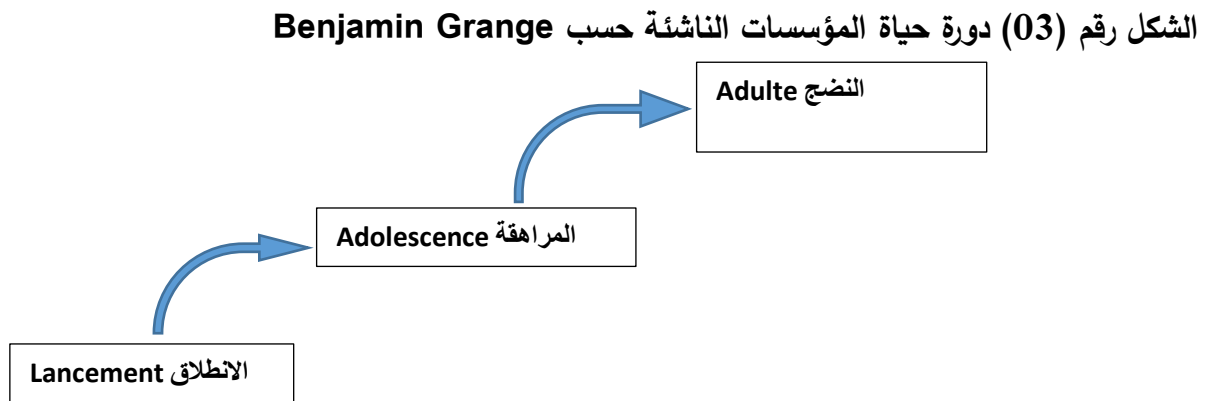 الشكل رقم (03) دورة حياة المؤسسات الناشئة حسب Benjamin Grange
النضج Adulte
المراهقة Adolescence
الانطلاق Lancement